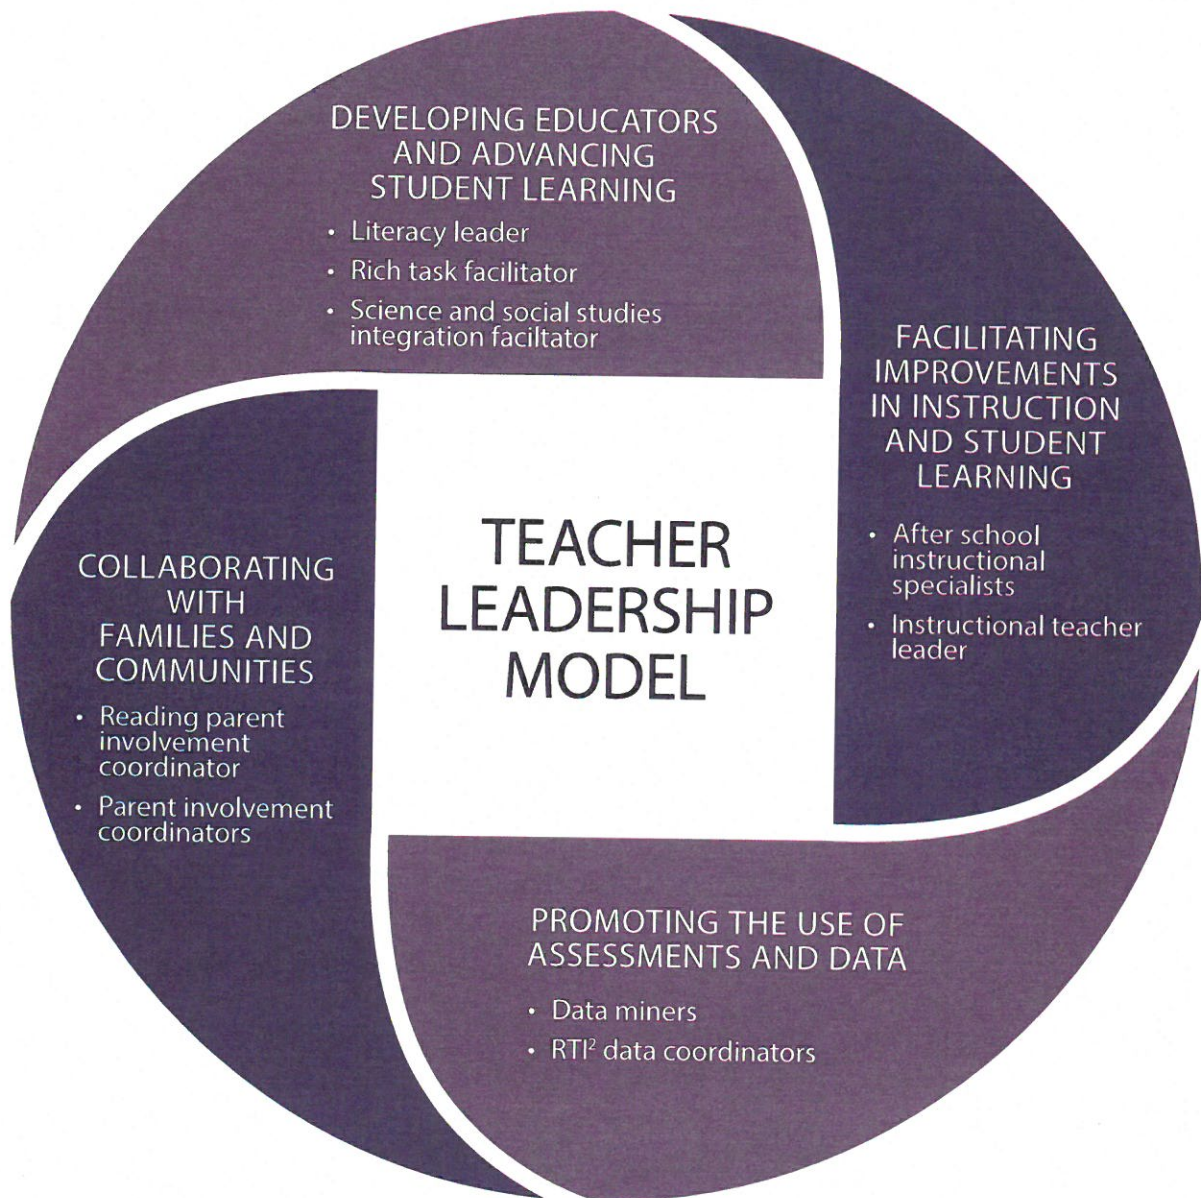 DEVELOPING EDUCATORS
AND ADVANCING
STUDENT LEARNING
• Literacy leader
• Rich task facilitator
• Science and social studies
integration faciltator
FACILITATING
IMPROVEMENTS
IN INSTRUCTION
AND STUDENT
LEARNING
• After school
instructional
specialists
• Instructional teacher
leader
TEACHER
LEADERSHIP
MODEL
COLLABORATING
WITH
FAMILIES AND
COMMUNITIES
• Reading parent
involvement
coordinator
• Parent involvement
coordinators
PROMOTING THE USE OF
ASSESSMENTS AND DATA
• Data miners
• RTI² data coordinators